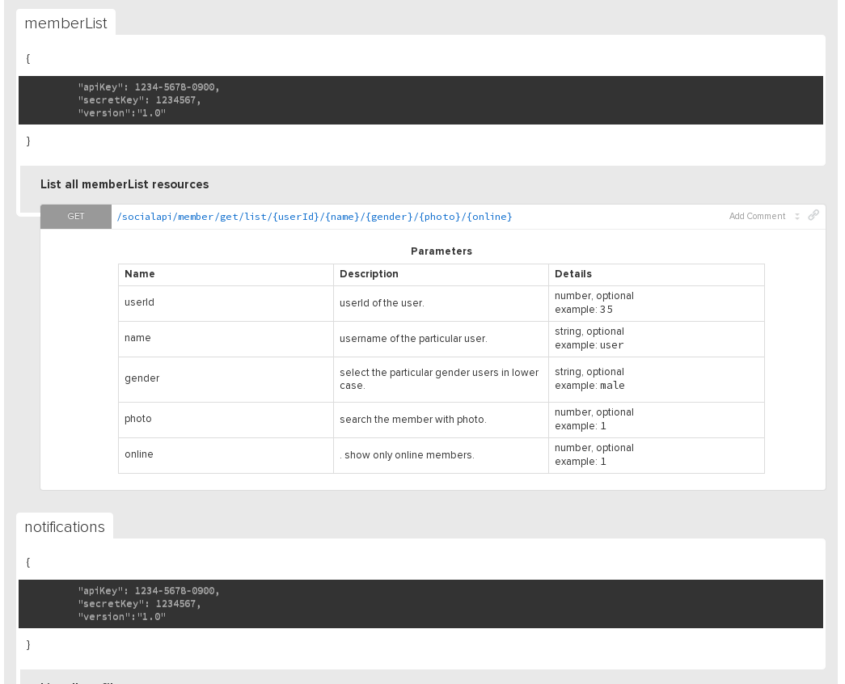 memberList
{
"apiKey": 1234-5678-0900,
"secretKey": 1234567,
"version":"1.0"
}
List all memberList resources
GET /socialapi/member/get/list/{userId}/{name}/{gender}/{photo}/{online} Add Comment
Parameters
Name Description Details
userId userId of the user. number, optional
example: 35
name username of the particular user. string, optional
example: user
gender select the particular gender users in lower
case. string, optional
example: male
photo search the member with photo. number, optional
example: 1
online . show only online members. number, optional
example: 1
notifications
{
"apiKey": 1234-5678-0900,
"secretKey": 1234567,
"version":"1.0"
}